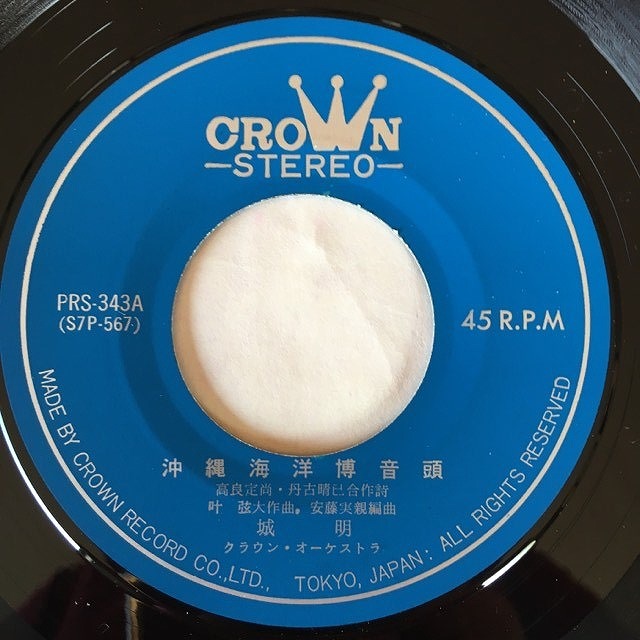 CROWN
STEREO
PRS-343A
(S7P-567)
45 R.P.M
沖縄海洋博音頭
高良定尚・丹古晴已合作詩
叶 弦大作曲。安藤実親編曲
城 明
クラウン・オーケストラ
MADE BY CROWN RECORD CO.,LTD., TOKYO, JAPAN: ALL RIGHTS RESERVED